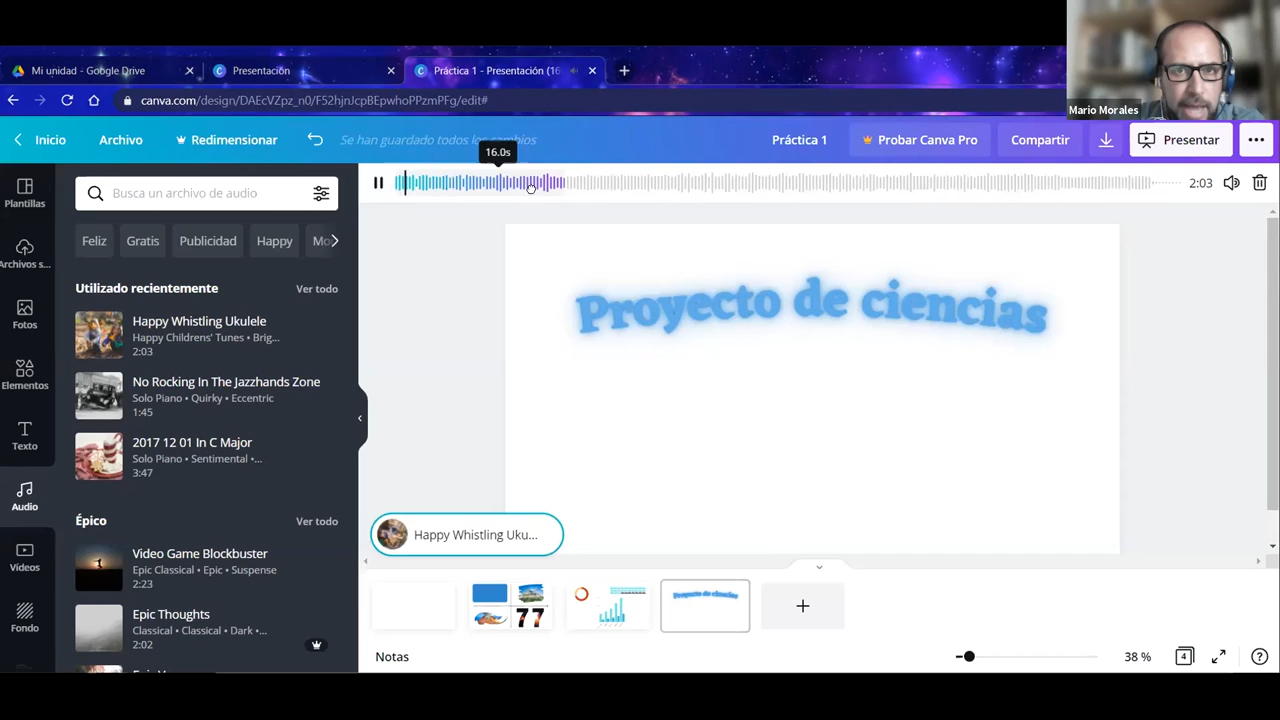 Mario Morales
Mi unidad - Google Drive
Presentación
Práctica 1 - Presentación (16
canva.com/design/DAEcVZpz_n0/F52hjnJcpBEpwhoPPzmPFg/edit#
Inicio
Archivo
Redimensionar
Se han guardado todos los cambios
Práctica 1
Probar Canva Pro
Compartir
Presentar
16.0s
2:03
Plantillas
Archivos s...
Fotos
Elementos
Texto
Audio
Vídeos
Fondo
Busca un archivo de audio
Feliz
Gratis
Publicidad
Happy
Mo
Utilizado recientemente
Ver todo
Happy Whistling Ukulele
Happy Childrens' Tunes • Brig...
2:03
No Rocking In The Jazzhands Zone
Solo Piano • Quirky • Eccentric
1:45
2017 12 01 In C Major
Solo Piano • Sentimental •...
3:47
Épico
Ver todo
Video Game Blockbuster
Epic Classical • Epic • Suspense
2:23
Epic Thoughts
Classical • Classical • Dark •...
2:02
Proyecto de ciencias
Happy Whistling Uku...
77
Proyecto de ciencias
Notas
38 %
4